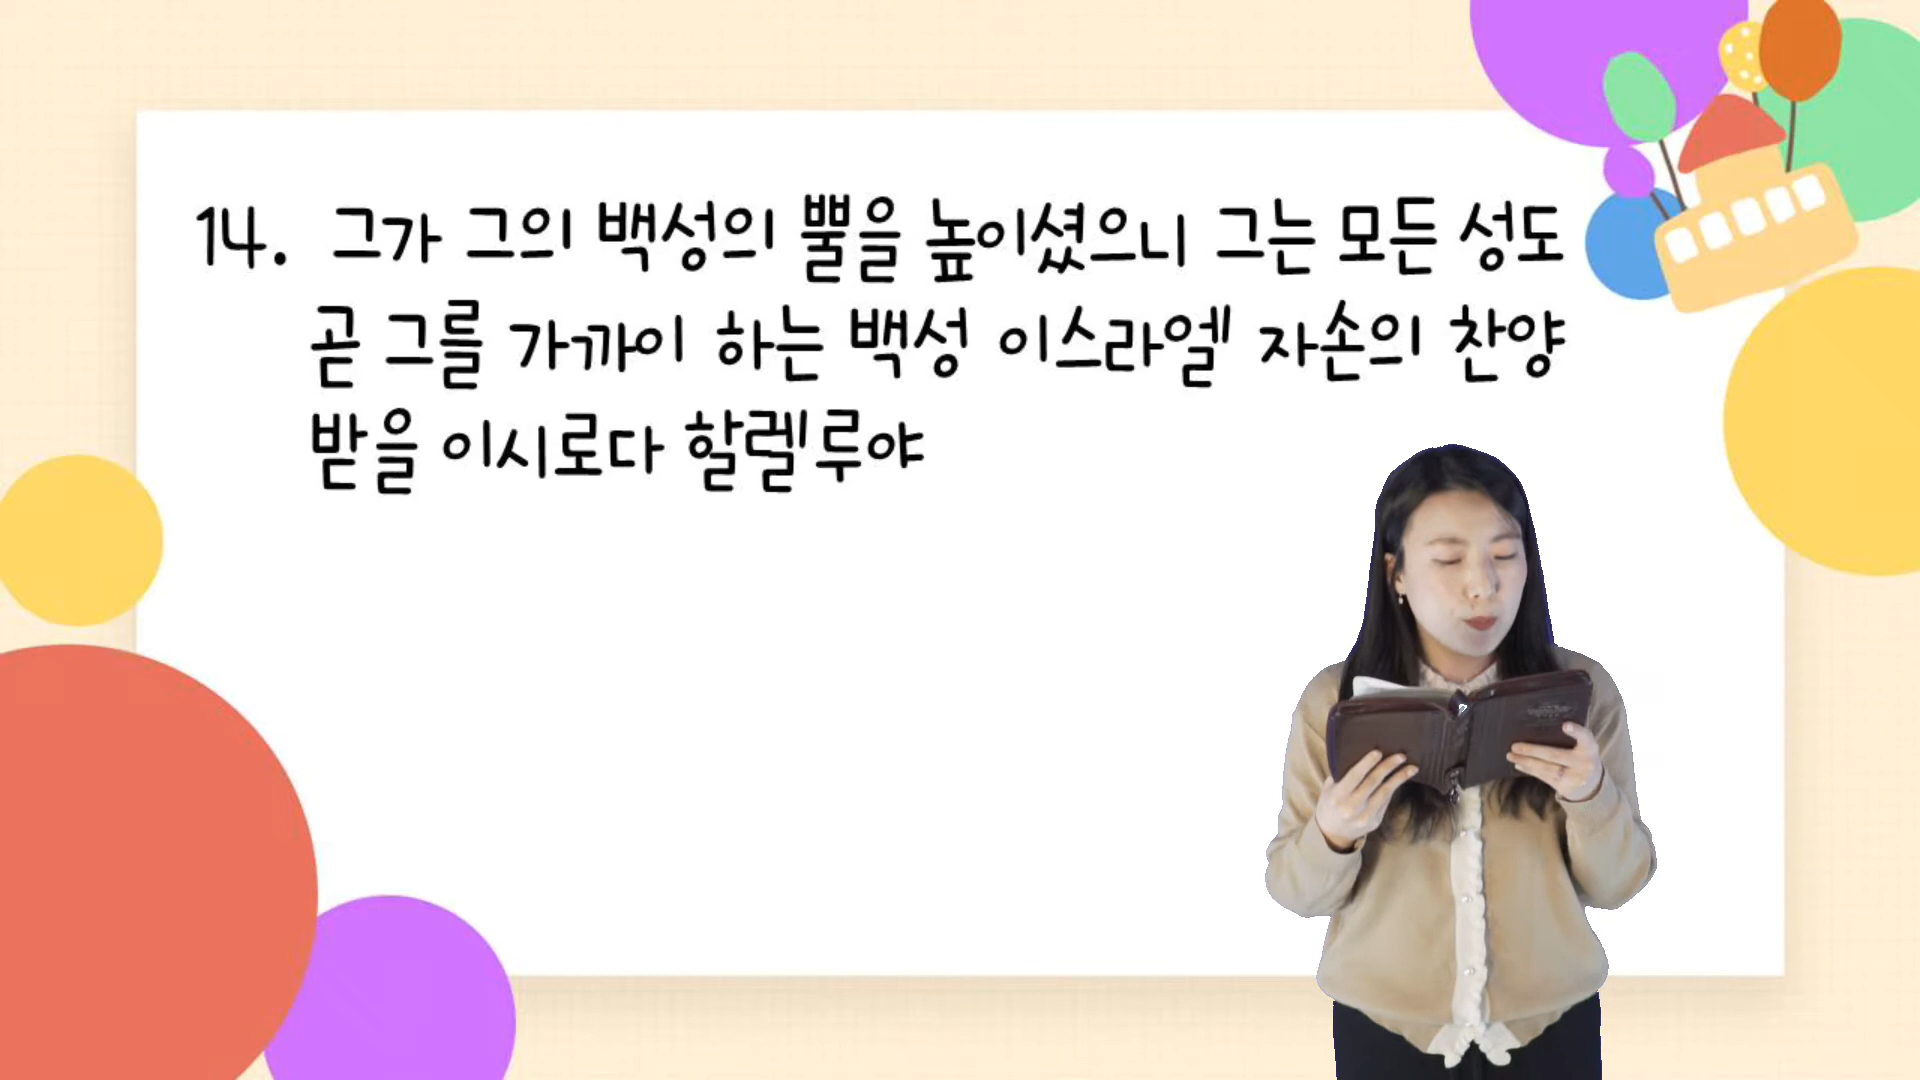 14. 그가 그의 백성의 뿔을 높이셨으니 그는 모든 성도
곧 그를 가까이 하는 백성 이스라엘 자손의 찬양
받을 이시로다 할렐루야